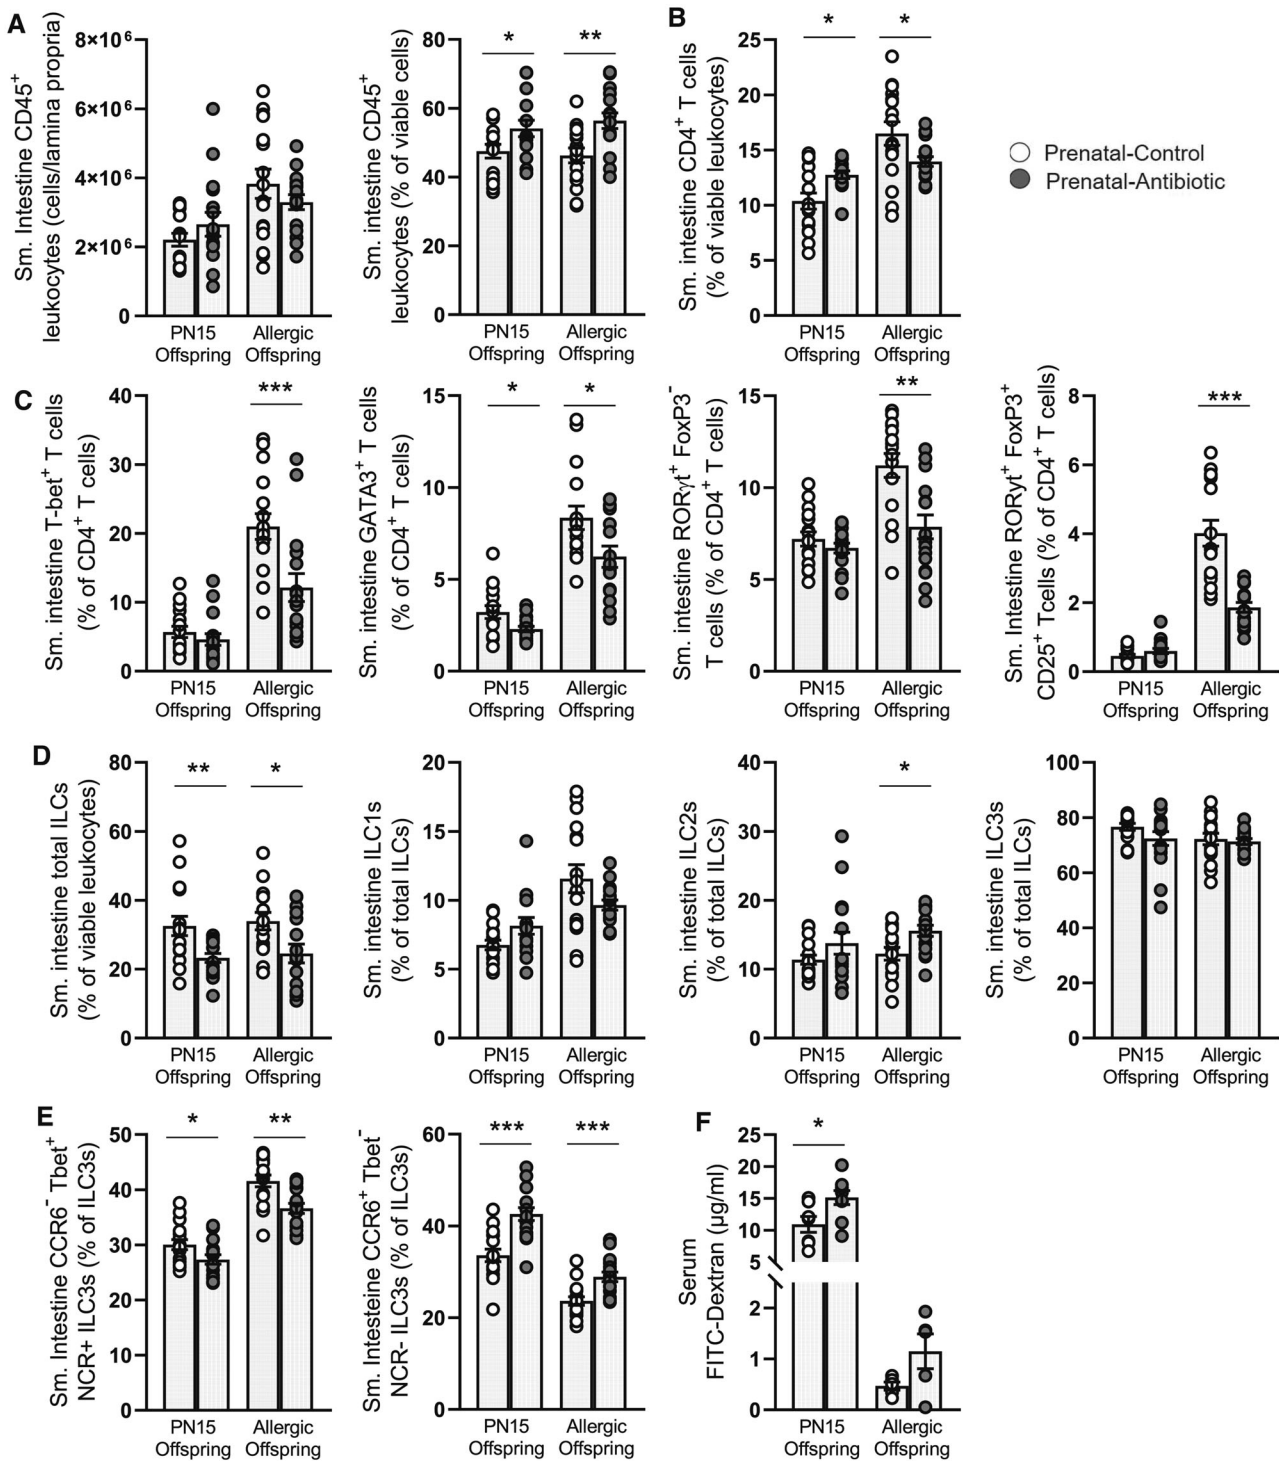 A
Sm. Intestine CD45⁺
leukocytes (cells/lamina propria)
8×10⁶
6×10⁶
4×10⁶
2×10⁶
0
PN15
Offspring
Allergic
Offspring
Sm. intestine CD45⁺
leukocytes (% of viable cells)
80
60
40
20
0
*
**
PN15
Offspring
Allergic
Offspring
B
Sm. intestine CD4⁺ T cells
(% of viable leukocytes)
25
20
15
10
5
0
*
*
PN15
Offspring
Allergic
Offspring
Prenatal-Control
Prenatal-Antibiotic
C
Sm. intestine T-bet⁺ T cells
(% of CD4⁺ T cells)
40
30
20
10
0
***
PN15
Offspring
Allergic
Offspring
Sm. intestine GATA3⁺ T cells
(% of CD4⁺ T cells)
15
10
5
0
*
*
PN15
Offspring
Allergic
Offspring
Sm. intestine RORγt⁺ FoxP3⁻
T cells (% of CD4⁺ T cells)
15
10
5
0
**
PN15
Offspring
Allergic
Offspring
Sm. Intestine RORyt⁺ FoxP3⁺
CD25⁺ Tcells (% of CD4⁺ T cells)
8
6
4
2
0
***
PN15
Offspring
Allergic
Offspring
D
Sm. intestine total ILCs
(% of viable leukocytes)
80
60
40
20
0
**
*
PN15
Offspring
Allergic
Offspring
Sm. intestine ILC1s
(% of total ILCs)
20
15
10
5
0
PN15
Offspring
Allergic
Offspring
Sm. intestine ILC2s
(% of total ILCs)
40
30
20
10
0
*
PN15
Offspring
Allergic
Offspring
Sm. intestine ILC3s
(% of total ILCs)
100
80
60
40
20
0
PN15
Offspring
Allergic
Offspring
E
Sm. Intestine CCR6⁻ Tbet⁺
NCR+ ILC3s (% of ILC3s)
50
40
30
20
10
0
*
**
PN15
Offspring
Allergic
Offspring
Sm. Intesteine CCR6⁺ Tbet⁻
NCR- ILC3s (% of ILC3s)
60
40
20
0
***
***
PN15
Offspring
Allergic
Offspring
F
Serum
FITC-Dextran (µg/ml)
25
20
15
10
5
2
1
0
*
PN15
Offspring
Allergic
Offspring